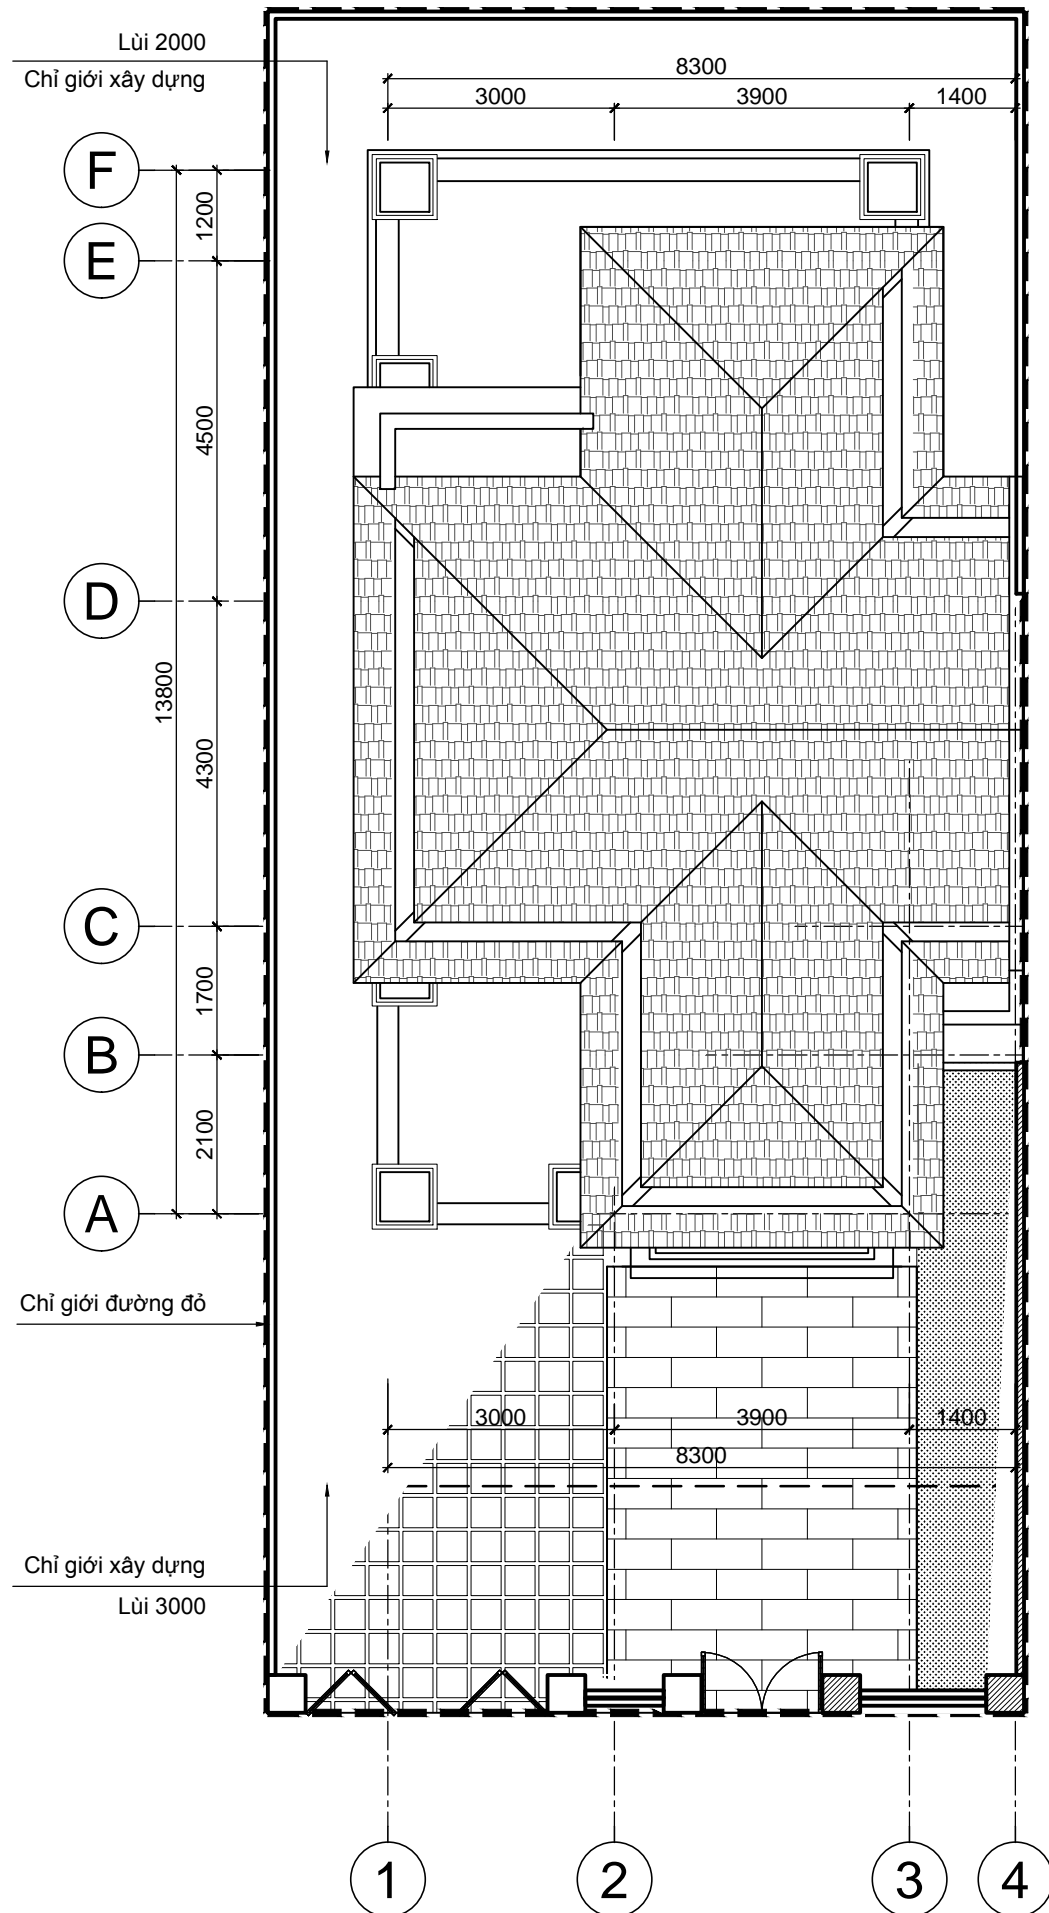 Lùi 2000
Chỉ giới xây dựng
8300
3000
3900
1400
F
E
D
C
B
A
1200
4500
4300
1700
2100
13800
Chỉ giới đường đỏ
3000
3900
1400
8300
Chỉ giới xây dựng
Lùi 3000
1
2
3
4